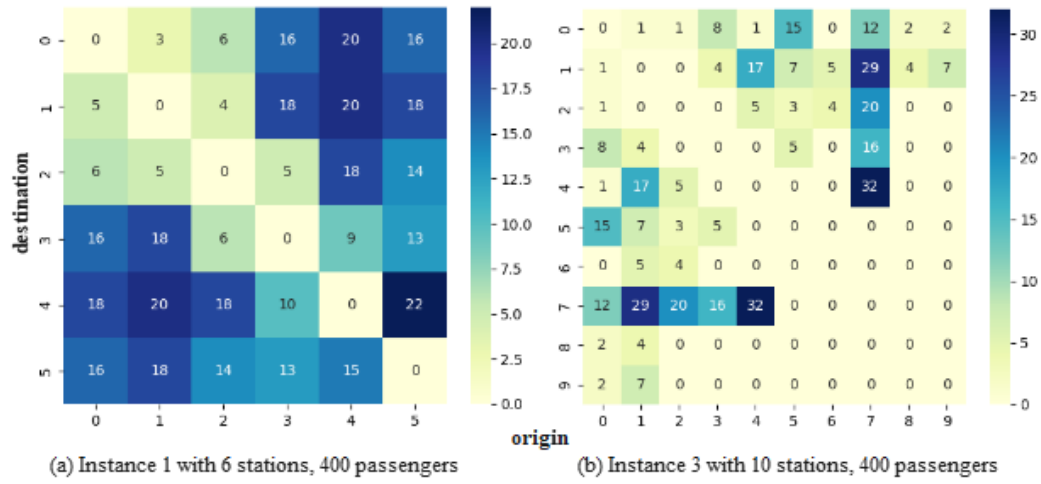 0 0 3 6 16 20 16
1 5 0 4 18 20 18
2 6 5 0 5 18 14
3 16 18 6 0 9 13
4 18 20 18 10 0 22
5 16 18 14 13 15 0
0 1 2 3 4 5
destination
20.0
17.5
15.0
12.5
10.0
7.5
5.0
2.5
0.0
0 0 1 1 8 1 15 0 12 2 2
1 1 0 0 4 17 7 5 29 4 7
2 1 0 0 0 5 3 4 20 0 0
3 8 4 0 0 0 5 0 16 0 0
4 1 17 5 0 0 0 0 32 0 0
5 15 7 3 5 0 0 0 0 0 0
6 0 5 4 0 0 0 0 0 0 0
7 12 29 20 16 32 0 0 0 0 0
8 2 4 0 0 0 0 0 0 0 0
9 2 7 0 0 0 0 0 0 0 0
0 1 2 3 4 5 6 7 8 9
30
25
20
15
10
5
0
origin
(a) Instance 1 with 6 stations, 400 passengers
(b) Instance 3 with 10 stations, 400 passengers